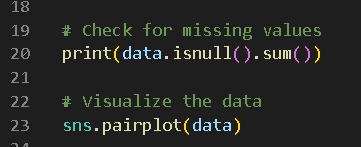 18
19 # Check for missing values
20 print(data.isnull().sum())
21
22 # Visualize the data
23 sns.pairplot(data)